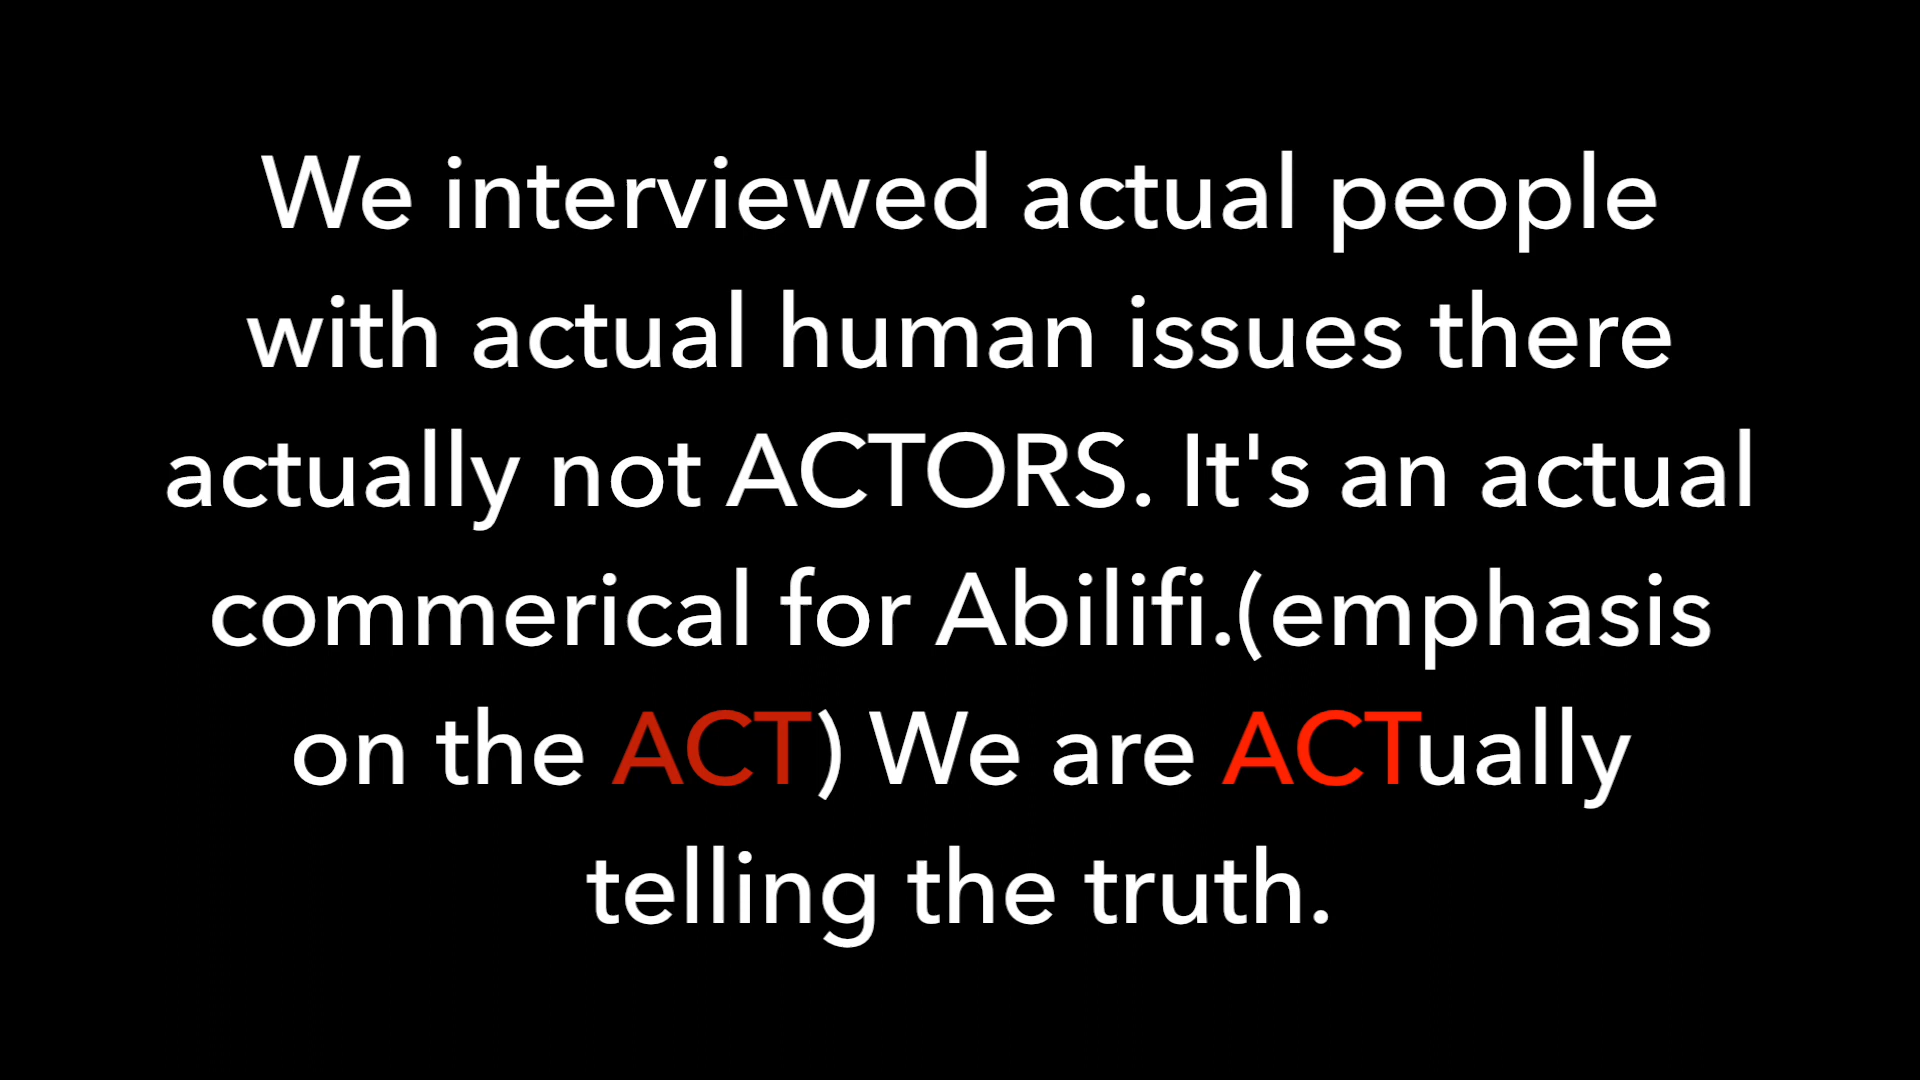 We interviewed actual people
with actual human issues there
actually not ACTORS. It's an actual
commerical for Abilifi.(emphasis
on the ACT) We are ACTually
telling the truth.